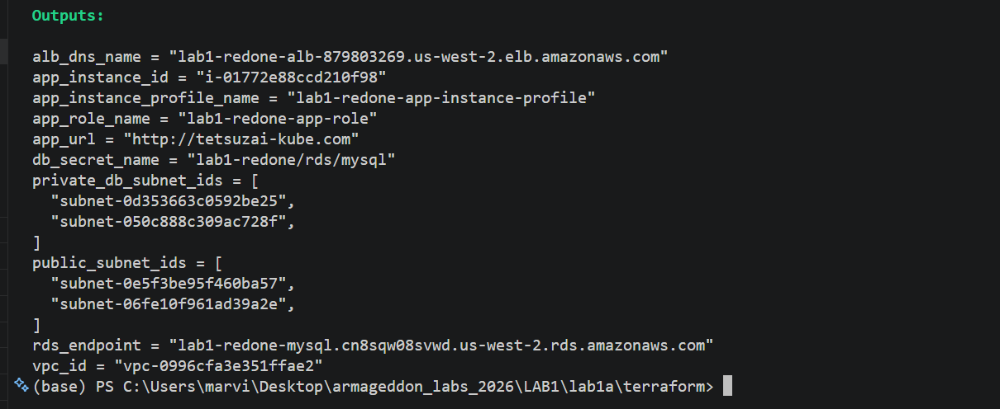 Outputs:
alb_dns_name = "lab1-redone-alb-879803269.us-west-2.elb.amazonaws.com"
app_instance_id = "i-01772e88ccd210f98"
app_instance_profile_name = "lab1-redone-app-instance-profile"
app_role_name = "lab1-redone-app-role"
app_url = "http://tetsuzai-kube.com"
db_secret_name = "lab1-redone/rds/mysql"
private_db_subnet_ids = [
  "subnet-0d353663c0592be25",
  "subnet-050c888c309ac728f",
]
public_subnet_ids = [
  "subnet-0e5f3be95f460ba57",
  "subnet-06fe10f961ad39a2e",
]
rds_endpoint = "lab1-redone-mysql.cn8sqw08svwd.us-west-2.rds.amazonaws.com"
vpc_id = "vpc-0996cfa3e351ffae2"
(base) PS C:\Users\marvi\Desktop\armageddon_labs_2026\LAB1\lab1a\terraform>